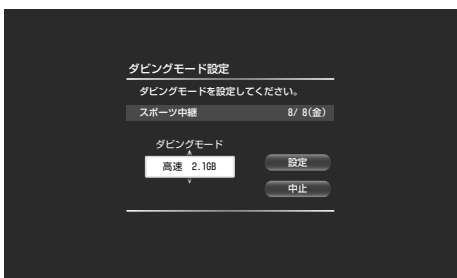 ダビングモード設定
ダビングモードを設定してください。
スポーツ中継 8/ 8(金)
ダビングモード
高速 2.1GB
設定
中止